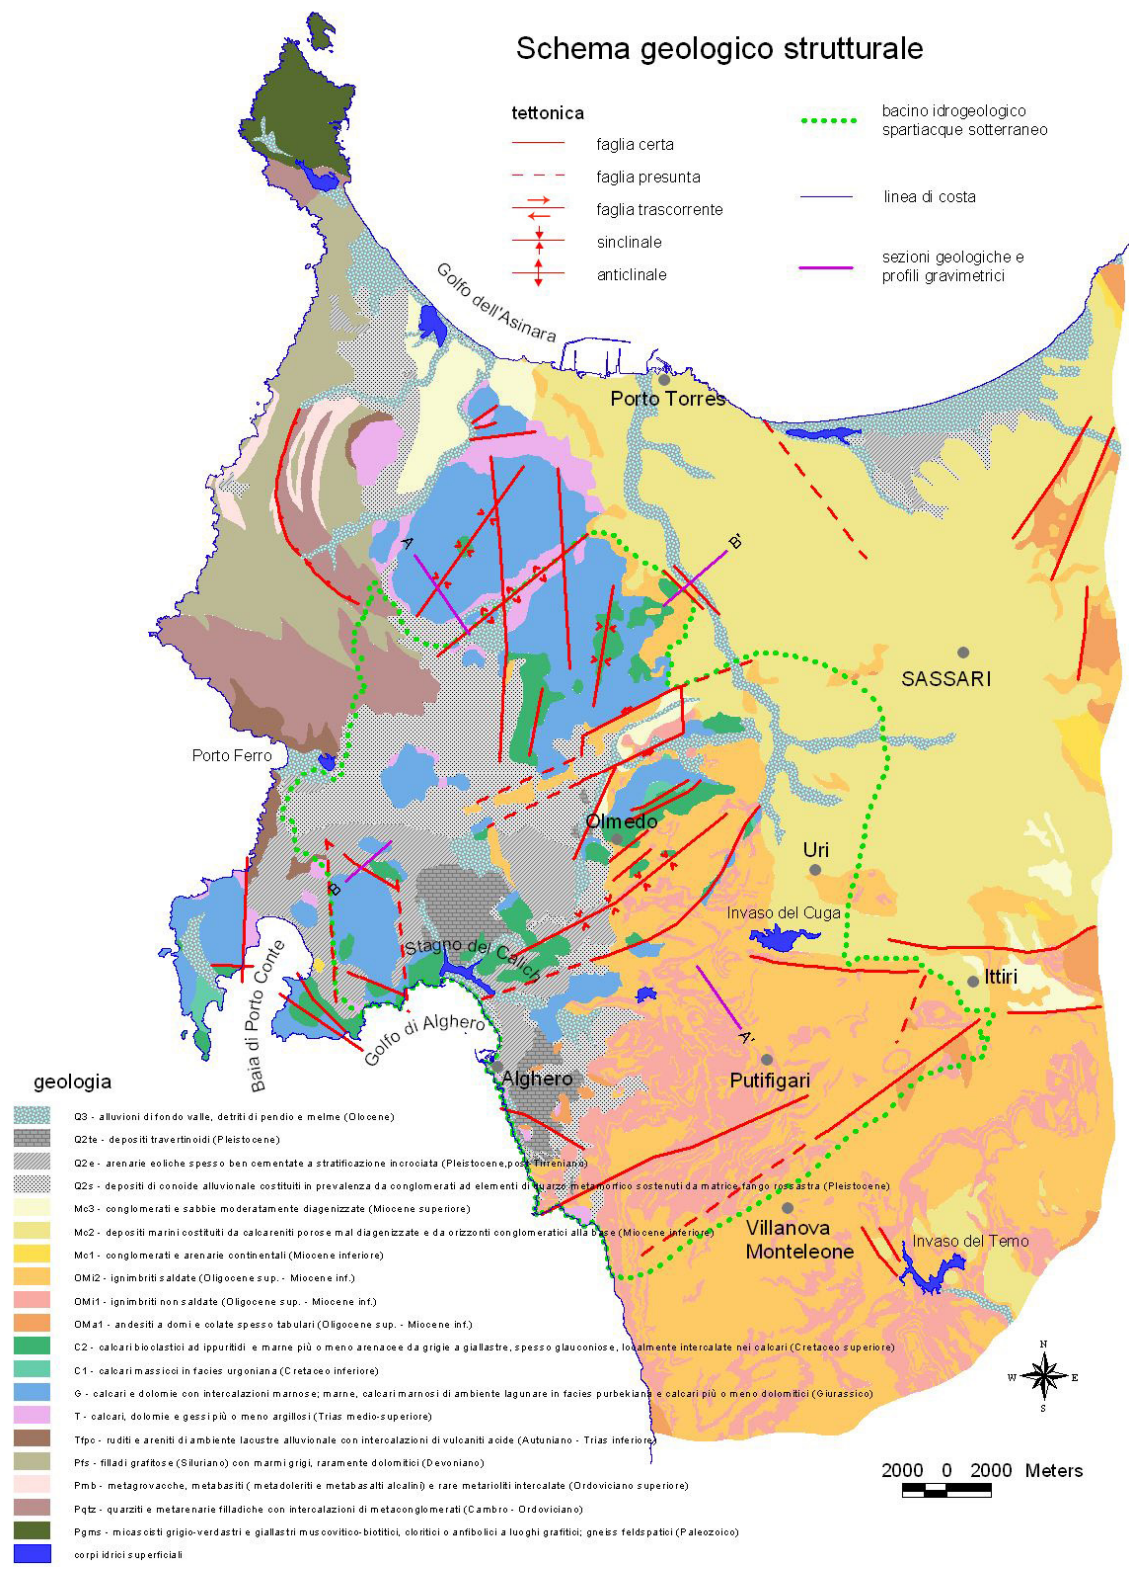 Schema geologico strutturale
tettonica
faglia certa
faglia presunta
faglia trascorrente
sinclinale
anticlinale
bacino idrogeologico
spartiacque sotterraneo
linea di costa
sezioni geologiche e
profili gravimetrici
Golfo dell'Asinara
Porto Torres
A
B'
SASSARI
Porto Ferro
Olmedo
Uri
B
Invaso del Cuga
Stagno del Calich
Ittiri
Baia di Porto Conte
Golfo di Alghero
A'
Alghero
Putifigari
Villanova
Monteleone
Invaso del Temo
geologia
Q3 - alluvioni di fondo valle, detriti di pendio e melme (Olocene)
Q2te - depositi travertinoidi (Pleistocene)
Q2e - arenarie eoliche spesso ben cementate a stratificazione incrociata (Pleistocene,post-Tirreniano)
Q2s - depositi di conoide alluvionale costituiti in prevalenza da conglomerati ad elementi di quarzo metamorfico sostenuti da matrice fango rossastra (Pleistocene)
Mc3 - conglomerati e sabbie moderatamente diagenizzate (Miocene superiore)
Mc2 - depositi marini costituiti da calcareniti porose mal diagenizzate e da orizzonti conglomeratici alla base (Miocene inferiore)
Mc1 - conglomerati e arenarie continentali (Miocene inferiore)
OMi2 - ignimbriti saldate (Oligocene sup. - Miocene inf.)
OMi1 - ignimbriti non saldate (Oligocene sup. - Miocene inf.)
OMa1 - andesiti a domi e colate spesso tabulari (Oligocene sup. - Miocene inf.)
C2 - calcari bioclastici ad ippuritidi e marne più o meno arenacee da grigie a giallastre, spesso glauconiose, localmente intercalate nei calcari (Cretaceo superiore)
C1 - calcari massicci in facies urgoniana (Cretaceo inferiore)
G - calcari e dolomie con intercalazioni marnose; marne, calcari marnosi di ambiente lagunare in facies purbekiana e calcari più o meno dolomitici (Giurassico)
T - calcari, dolomie e gessi più o meno argillosi (Trias medio-superiore)
Tfpc - ruditi e areniti di ambiente lacustre alluvionale con intercalazioni di vulcaniti acide (Autuniano - Trias inferiore)
Pfs - filladi grafitose (Siluriano) con marmi grigi, raramente dolomitici (Devoniano)
Pmb - metagrovacche, metabasiti ( metadoleriti e metabasalti alcalini) e rare metarioliti intercalate (Ordoviciano superiore)
Pqtz - quarziti e metarenarie filladiche con intercalazioni di metaconglomerati (Cambro - Ordoviciano)
Pgms - micascisti grigio-verdastri e giallastri muscovitico-biotitici, cloritici o anfibolici a luoghi grafitici; gneiss feldspatici (Paleozoico)
corpi idrici superficiali
N
W E
S
2000 0 2000 Meters